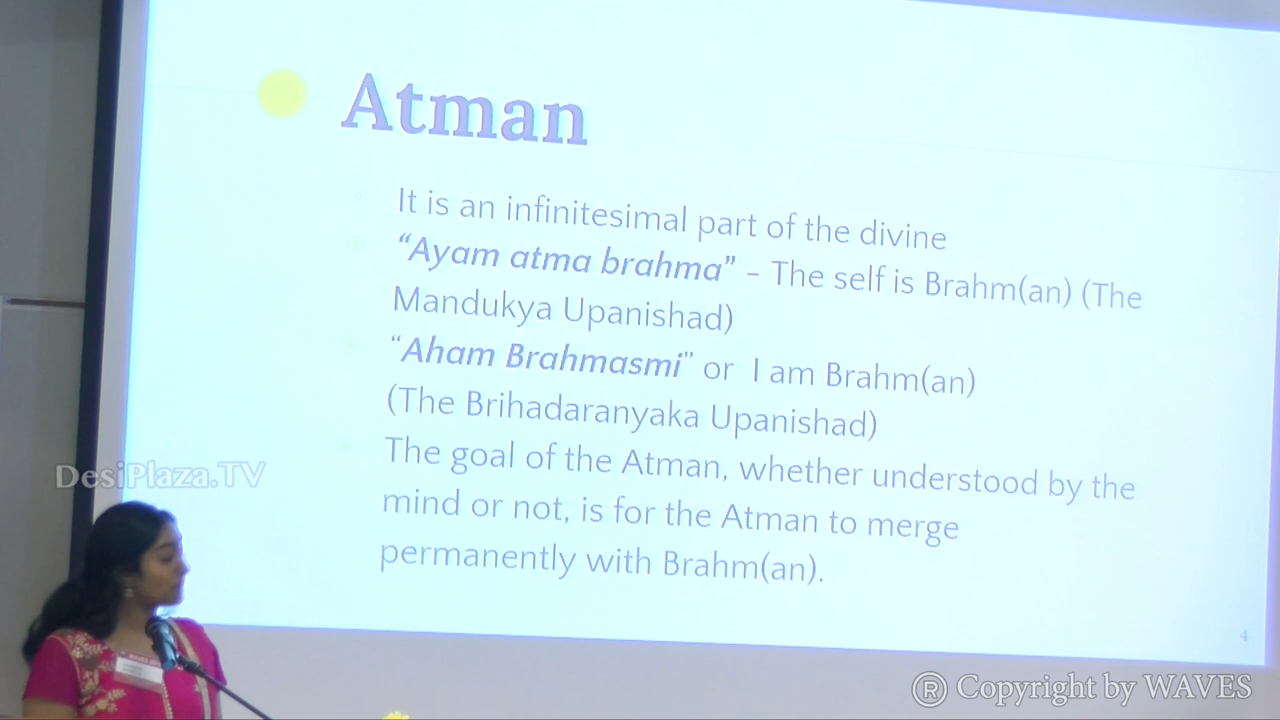 Atman
It is an infinitesimal part of the divine
“Ayam atma brahma” – The self is Brahm(an) (The
Mandukya Upanishad)
“Aham Brahmasmi” or I am Brahm(an)
(The Brihadaranyaka Upanishad)
The goal of the Atman, whether understood by the
mind or not, is for the Atman to merge
permanently with Brahm(an).
4
DesiPlaza.TV
® Copyright by WAVES